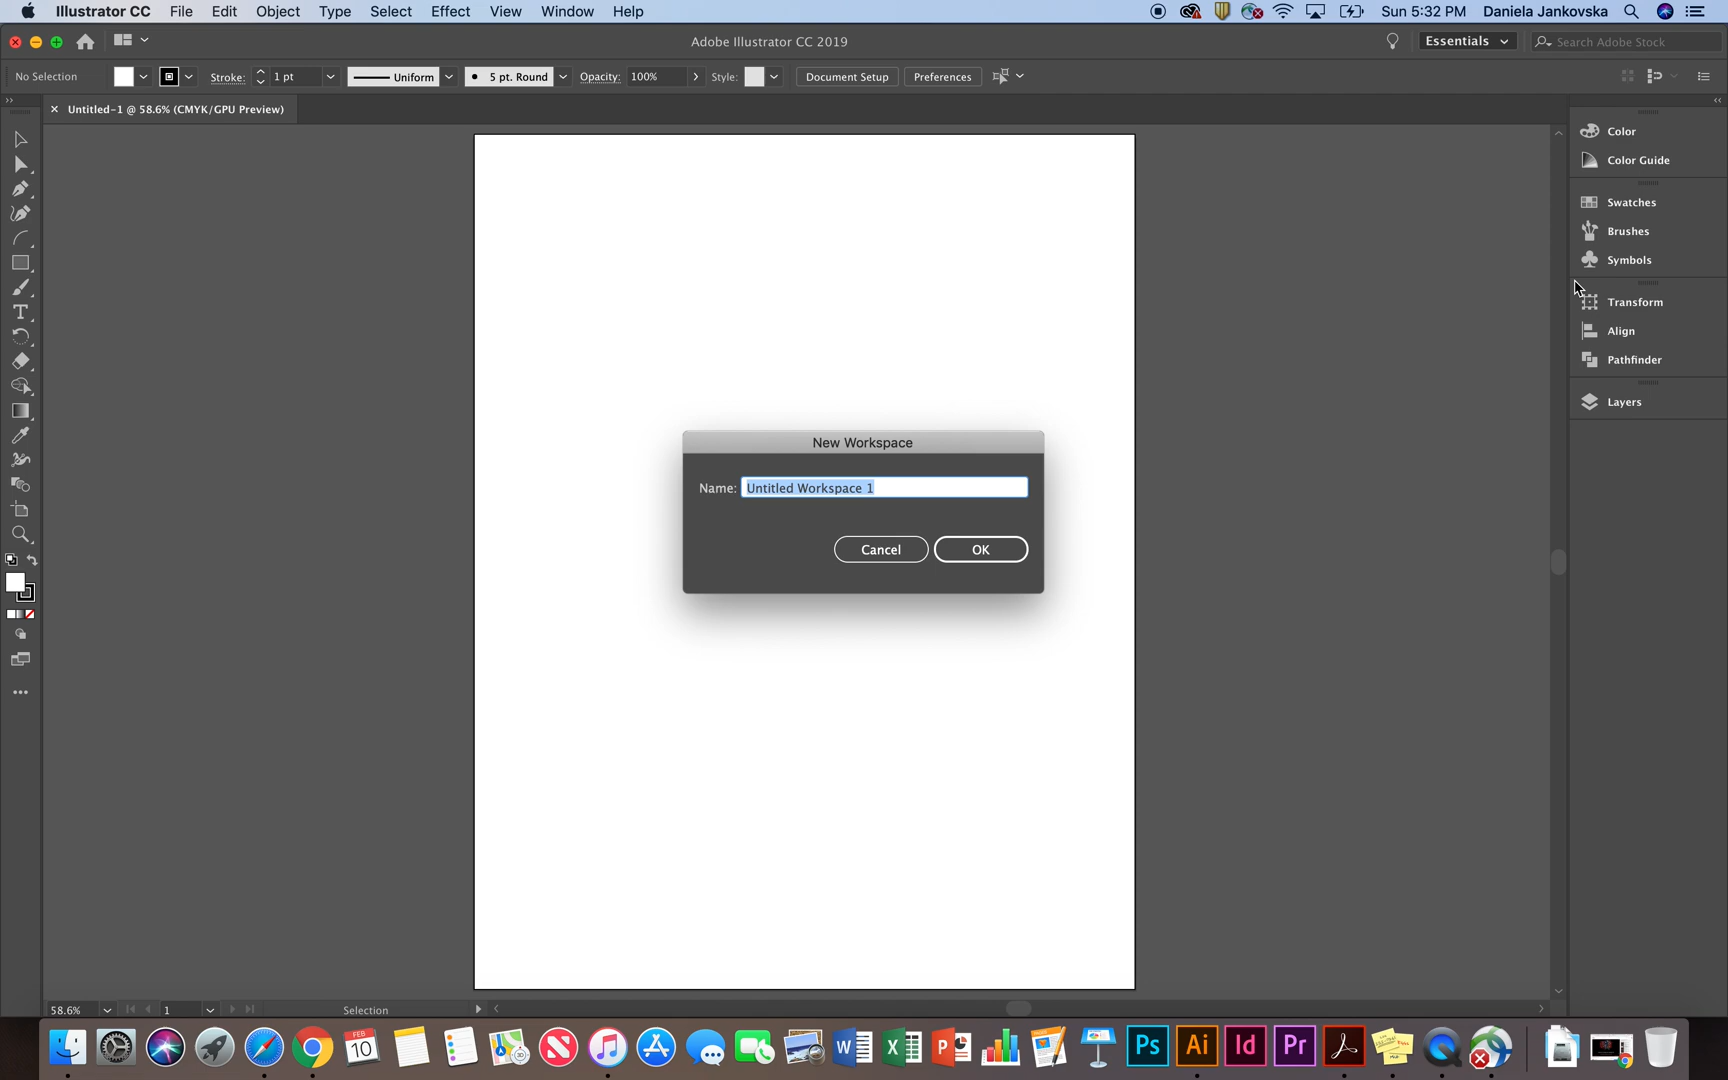 Illustrator CC File Edit Object Type Select Effect View Window Help Sun 5:32 PM Daniela Jankovska
Adobe Illustrator CC 2019 Essentials Search Adobe Stock
No Selection Stroke: 1 pt Uniform 5 pt. Round Opacity: 100% Style: Document Setup Preferences
Untitled-1 @ 58.6% (CMYK/GPU Preview)
Color
Color Guide
Swatches
Brushes
Symbols
Transform
Align
Pathfinder
Layers
New Workspace
Name: Untitled Workspace 1
Cancel OK
58.6% 1 Selection
FEB
10
Ps Ai Id Pr